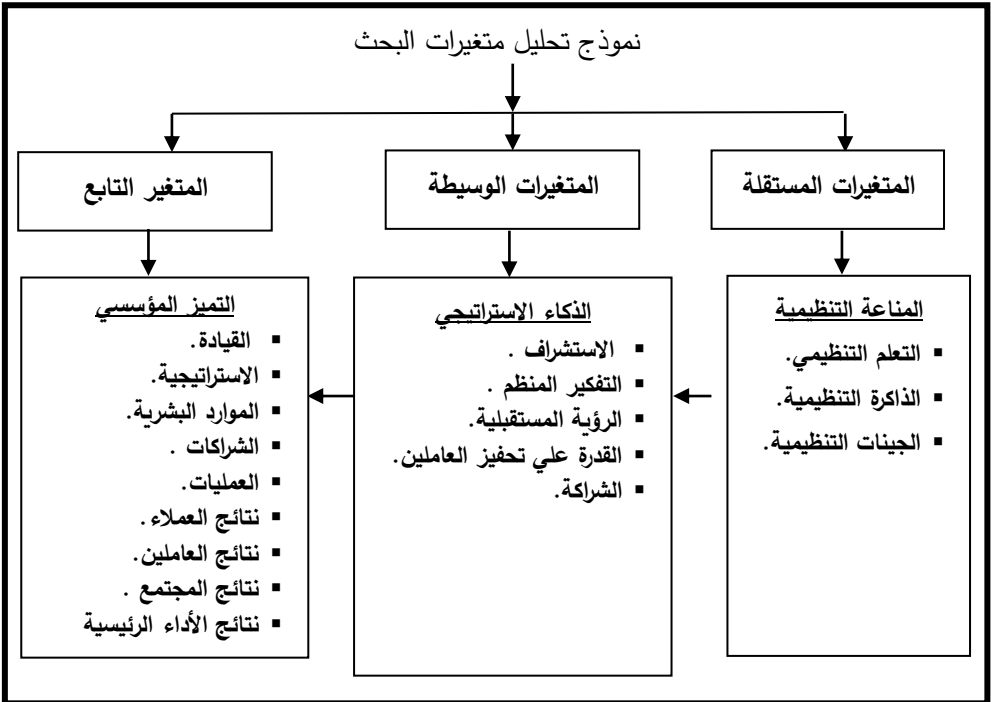 نموذج تحليل متغيرات البحث
المتغيرات المستقلة
المتغيرات الوسيطة
المتغير التابع
المناعة التنظيمية
▪ التعلم التنظيمي.
▪ الذاكرة التنظيمية.
▪ الجينات التنظيمية.
الذكاء الاستراتيجي
▪ الاستشراف .
▪ التفكير المنظم .
▪ الرؤية المستقبلية.
▪ القدرة علي تحفيز العاملين.
▪ الشراكة.
التميز المؤسسي
▪ القيادة.
▪ الاستراتيجية.
▪ الموارد البشرية.
▪ الشراكات .
▪ العمليات.
▪ نتائج العملاء.
▪ نتائج العاملين.
▪ نتائج المجتمع .
▪ نتائج الأداء الرئيسية